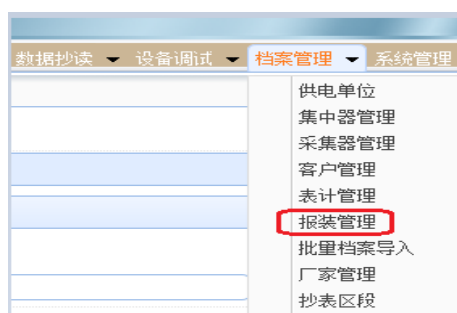 数据抄读 设备调试 档案管理 系统管理
供电单位
集中器管理
采集器管理
客户管理
表计管理
报装管理
批量档案导入
厂家管理
抄表区段